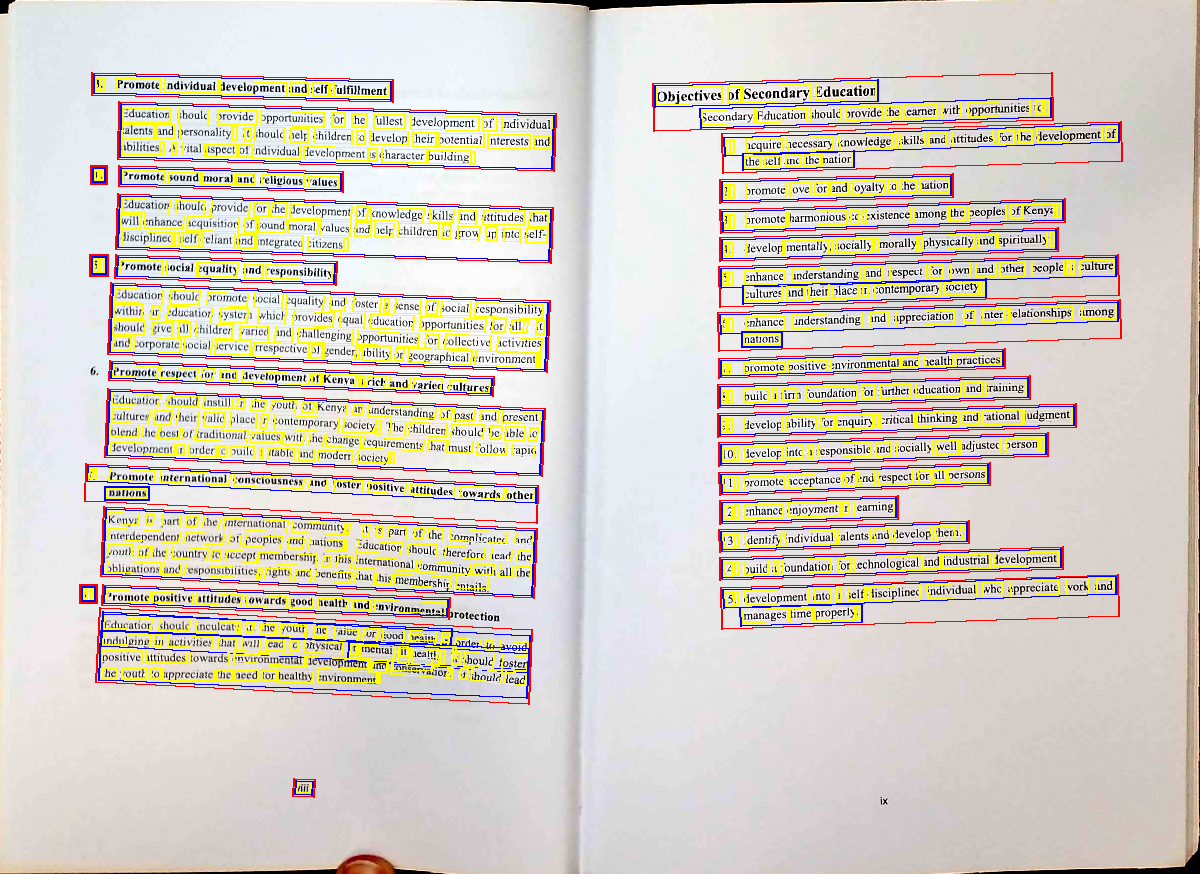 3. Promote individual development and self-fulfillment
Education should provide opportunities for the fullest development of individual
talents and personality. It should help children to develop their potential interests and
abilities. A vital aspect of individual development is character building.
4. Promote sound moral and religious values
Education should provide for the development of knowledge skills and attitudes that
will enhance acquisition of sound moral values and help children to grow up into self-
disciplined self reliant and integrated citizens.
5. Promote social equality and responsibility.
Education should promote social equality and foster a sense of social responsibility
within an education system which provides equal education opportunities for all. It
should give all children varied and challenging opportunities for collective activities
and corporate social service irrespective of gender, ability or geographical environment
6. Promote respect for and development of Kenya's rich and varied cultures
Education should instill in the youth of Kenya an understanding of past and present
cultures and their valid place in contemporary society. The children should be able to
blend the best of traditional values with the change requirements that must follow rapid
development in order to build a stable and modern society.
7. Promote international consciousness and foster positive attitudes towards other
nations
Kenya is part of the international community. It is part of the complicated and
interdependent network of peoples and nations. Education should therefore lead the
youth of the country to accept membership in this international community with all the
obligations and responsibilities, rights and benefits that this membership entails.
8. Promote positive attitudes towards good health and environmental protection
Education should inculcate in the youth the value of good health in order to avoid
indulging in activities that will lead to physical or mental ill health. It should foster
positive attitudes towards environmental development and conservation. It should lead
the youth to appreciate the need for healthy environment.
viii
Objectives of Secondary Education
Secondary Education should provide the learner with opportunities to:
1. acquire necessary knowledge skills and attitudes for the development of
the self and the nation
2. promote love for and loyalty to the nation
3. promote harmonious co-existence among the peoples of Kenya
4. develop mentally, socially morally physically and spiritually
5. enhance understanding and respect for own and other people's culture
cultures and their place in contemporary society
6. enhance understanding and appreciation of inter-relationships among
nations
7. promote positive environmental and health practices
8. build a firm foundation for further education and training
9. develop ability for enquiry critical thinking and rational judgment
10. develop into a responsible and socially well adjusted person
11. promote acceptance of and respect for all persons
12. enhance enjoyment in learning
13. identify individual talents and develop them.
14. build a foundation for technological and industrial development
15. development into a self-disciplined individual who appreciate work and
manages time properly.
ix